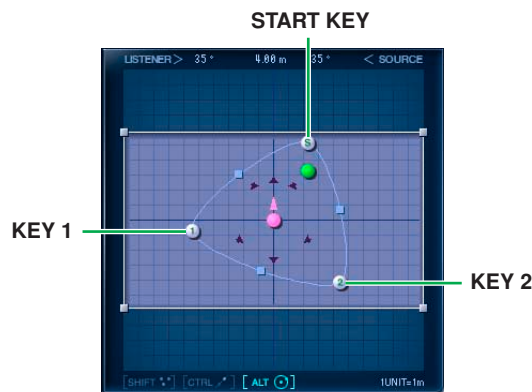 START KEY
LISTENER> 35° 4.00 m 35° < SOURCE
S
KEY 1
1
2
KEY 2
[SHIFT ] [CTRL ] [ALT ] 1UNIT=1m